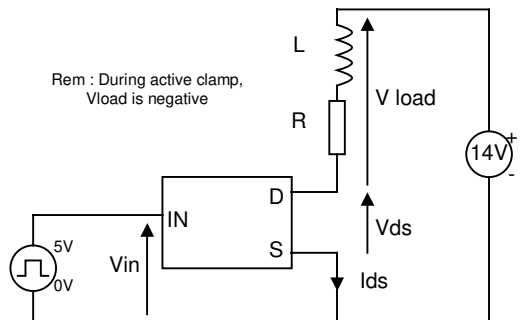 L
Rem : During active clamp,
Vload is negative
V load
R
14V
+
-
D
IN
Vds
S
5V
0V
Vin
Ids